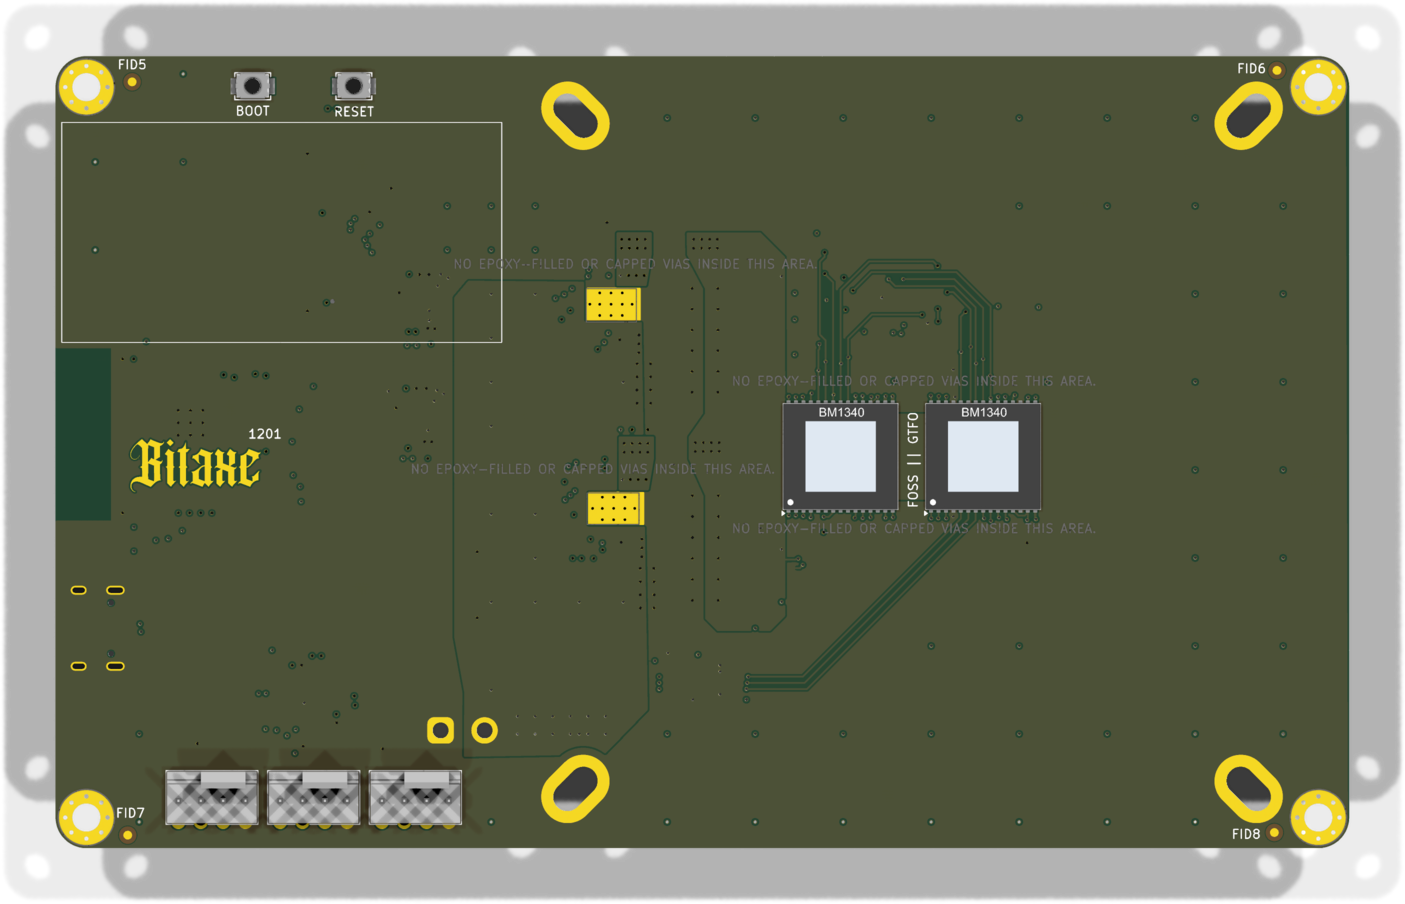 FID5
FID6
BOOT
RESET
NO EPOXY-FILLED OR CAPPED VIAS INSIDE THIS AREA.
NO EPOXY-FILLED OR CAPPED VIAS INSIDE THIS AREA.
BM1340
BM1340
FOSS || GTFO
1201
Bitaxe
NO EPOXY-FILLED OR CAPPED VIAS INSIDE THIS AREA.
NO EPOXY-FILLED OR CAPPED VIAS INSIDE THIS AREA.
FID7
FID8